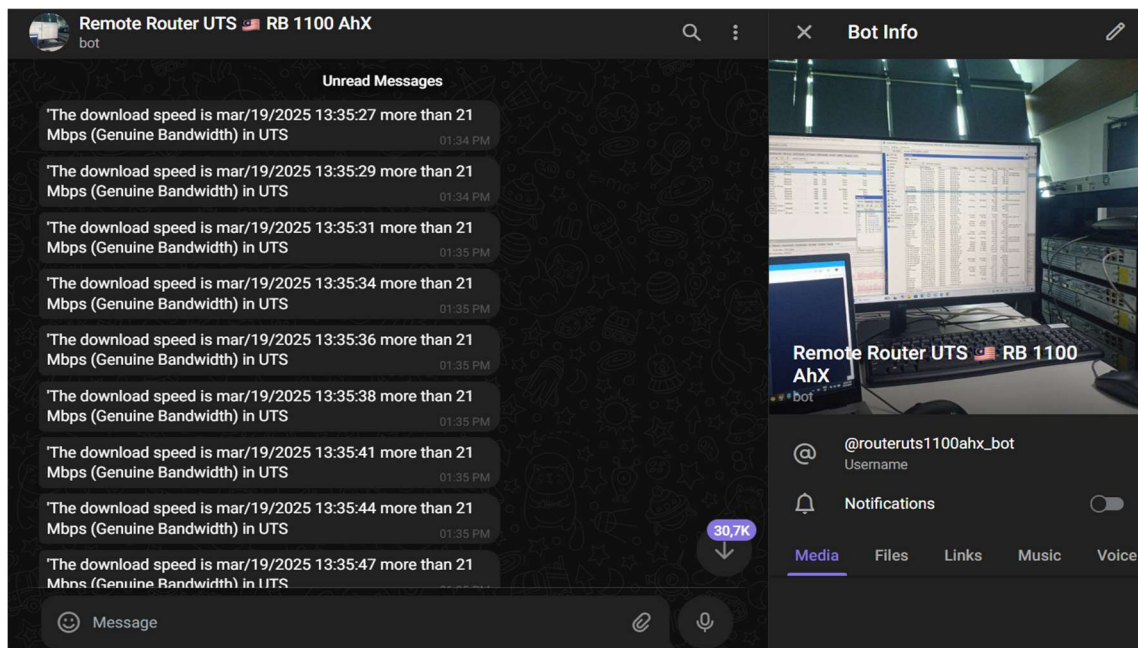 Remote Router UTS 🇲🇾 RB 1100 AhX
bot
Unread Messages
'The download speed is mar/19/2025 13:35:27 more than 21
Mbps (Genuine Bandwidth) in UTS
01:34 PM
'The download speed is mar/19/2025 13:35:29 more than 21
Mbps (Genuine Bandwidth) in UTS
01:34 PM
'The download speed is mar/19/2025 13:35:31 more than 21
Mbps (Genuine Bandwidth) in UTS
01:35 PM
'The download speed is mar/19/2025 13:35:34 more than 21
Mbps (Genuine Bandwidth) in UTS
01:35 PM
'The download speed is mar/19/2025 13:35:36 more than 21
Mbps (Genuine Bandwidth) in UTS
01:35 PM
'The download speed is mar/19/2025 13:35:38 more than 21
Mbps (Genuine Bandwidth) in UTS
01:35 PM
'The download speed is mar/19/2025 13:35:41 more than 21
Mbps (Genuine Bandwidth) in UTS
01:35 PM
'The download speed is mar/19/2025 13:35:44 more than 21
Mbps (Genuine Bandwidth) in UTS
01:35 PM
'The download speed is mar/19/2025 13:35:47 more than 21
Mbps (Genuine Bandwidth) in UTS
30,7K
Message
Bot Info
Remote Router UTS 🇲🇾 RB 1100
AhX
bot
@routeruts1100ahx_bot
Username
Notifications
Media Files Links Music Voice